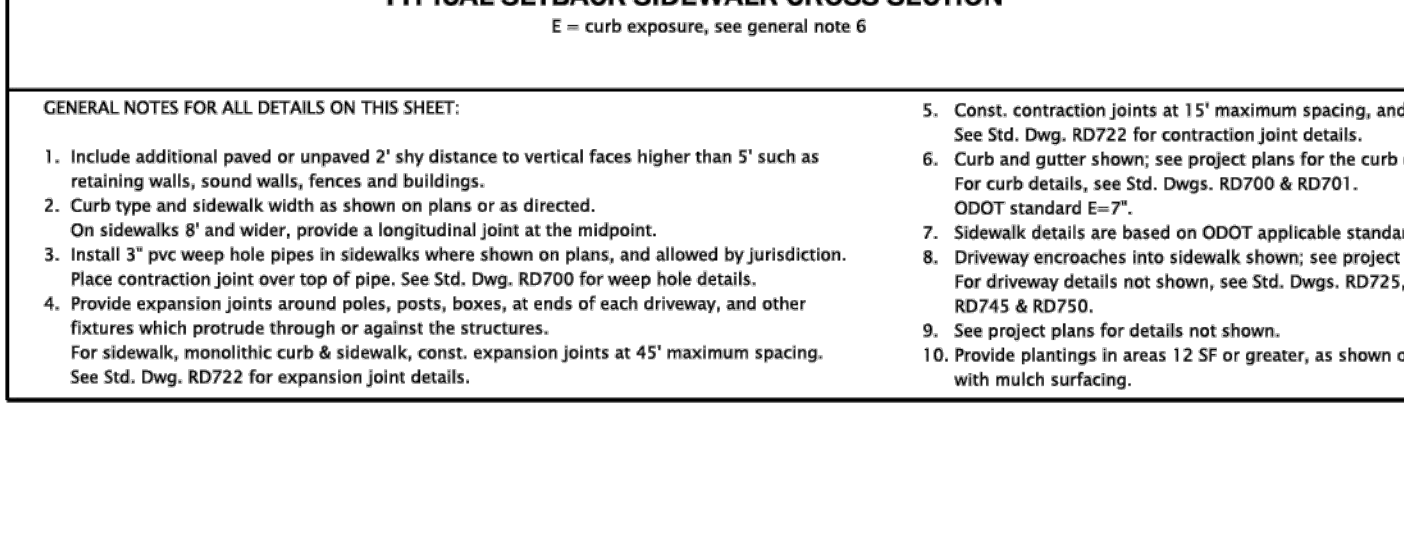 TYPICAL SETBACK SIDEWALK CROSS SECTION
E = curb exposure, see general note 6
GENERAL NOTES FOR ALL DETAILS ON THIS SHEET:
1. Include additional paved or unpaved 2' shy distance to vertical faces higher than 5' such as
retaining walls, sound walls, fences and buildings.
2. Curb type and sidewalk width as shown on plans or as directed.
On sidewalks 8' and wider, provide a longitudinal joint at the midpoint.
3. Install 3" pvc weep hole pipes in sidewalks where shown on plans, and allowed by jurisdiction.
Place contraction joint over top of pipe. See Std. Dwg. RD700 for weep hole details.
4. Provide expansion joints around poles, posts, boxes, at ends of each driveway, and other
fixtures which protrude through or against the structures.
For sidewalk, monolithic curb & sidewalk, const. expansion joints at 45' maximum spacing.
See Std. Dwg. RD722 for expansion joint details.
5. Const. contraction joints at 15' maximum spacing, and
See Std. Dwg. RD722 for contraction joint details.
6. Curb and gutter shown; see project plans for the curb
For curb details, see Std. Dwgs. RD700 & RD701.
ODOT standard E=7".
7. Sidewalk details are based on ODOT applicable
8. Driveway encroaches into sidewalk shown; see project
For driveway details not shown, see Std. Dwgs. RD725,
RD745 & RD750.
9. See project plans for details not shown.
10. Provide plantings in areas 12 SF or greater, as shown
with mulch surfacing.